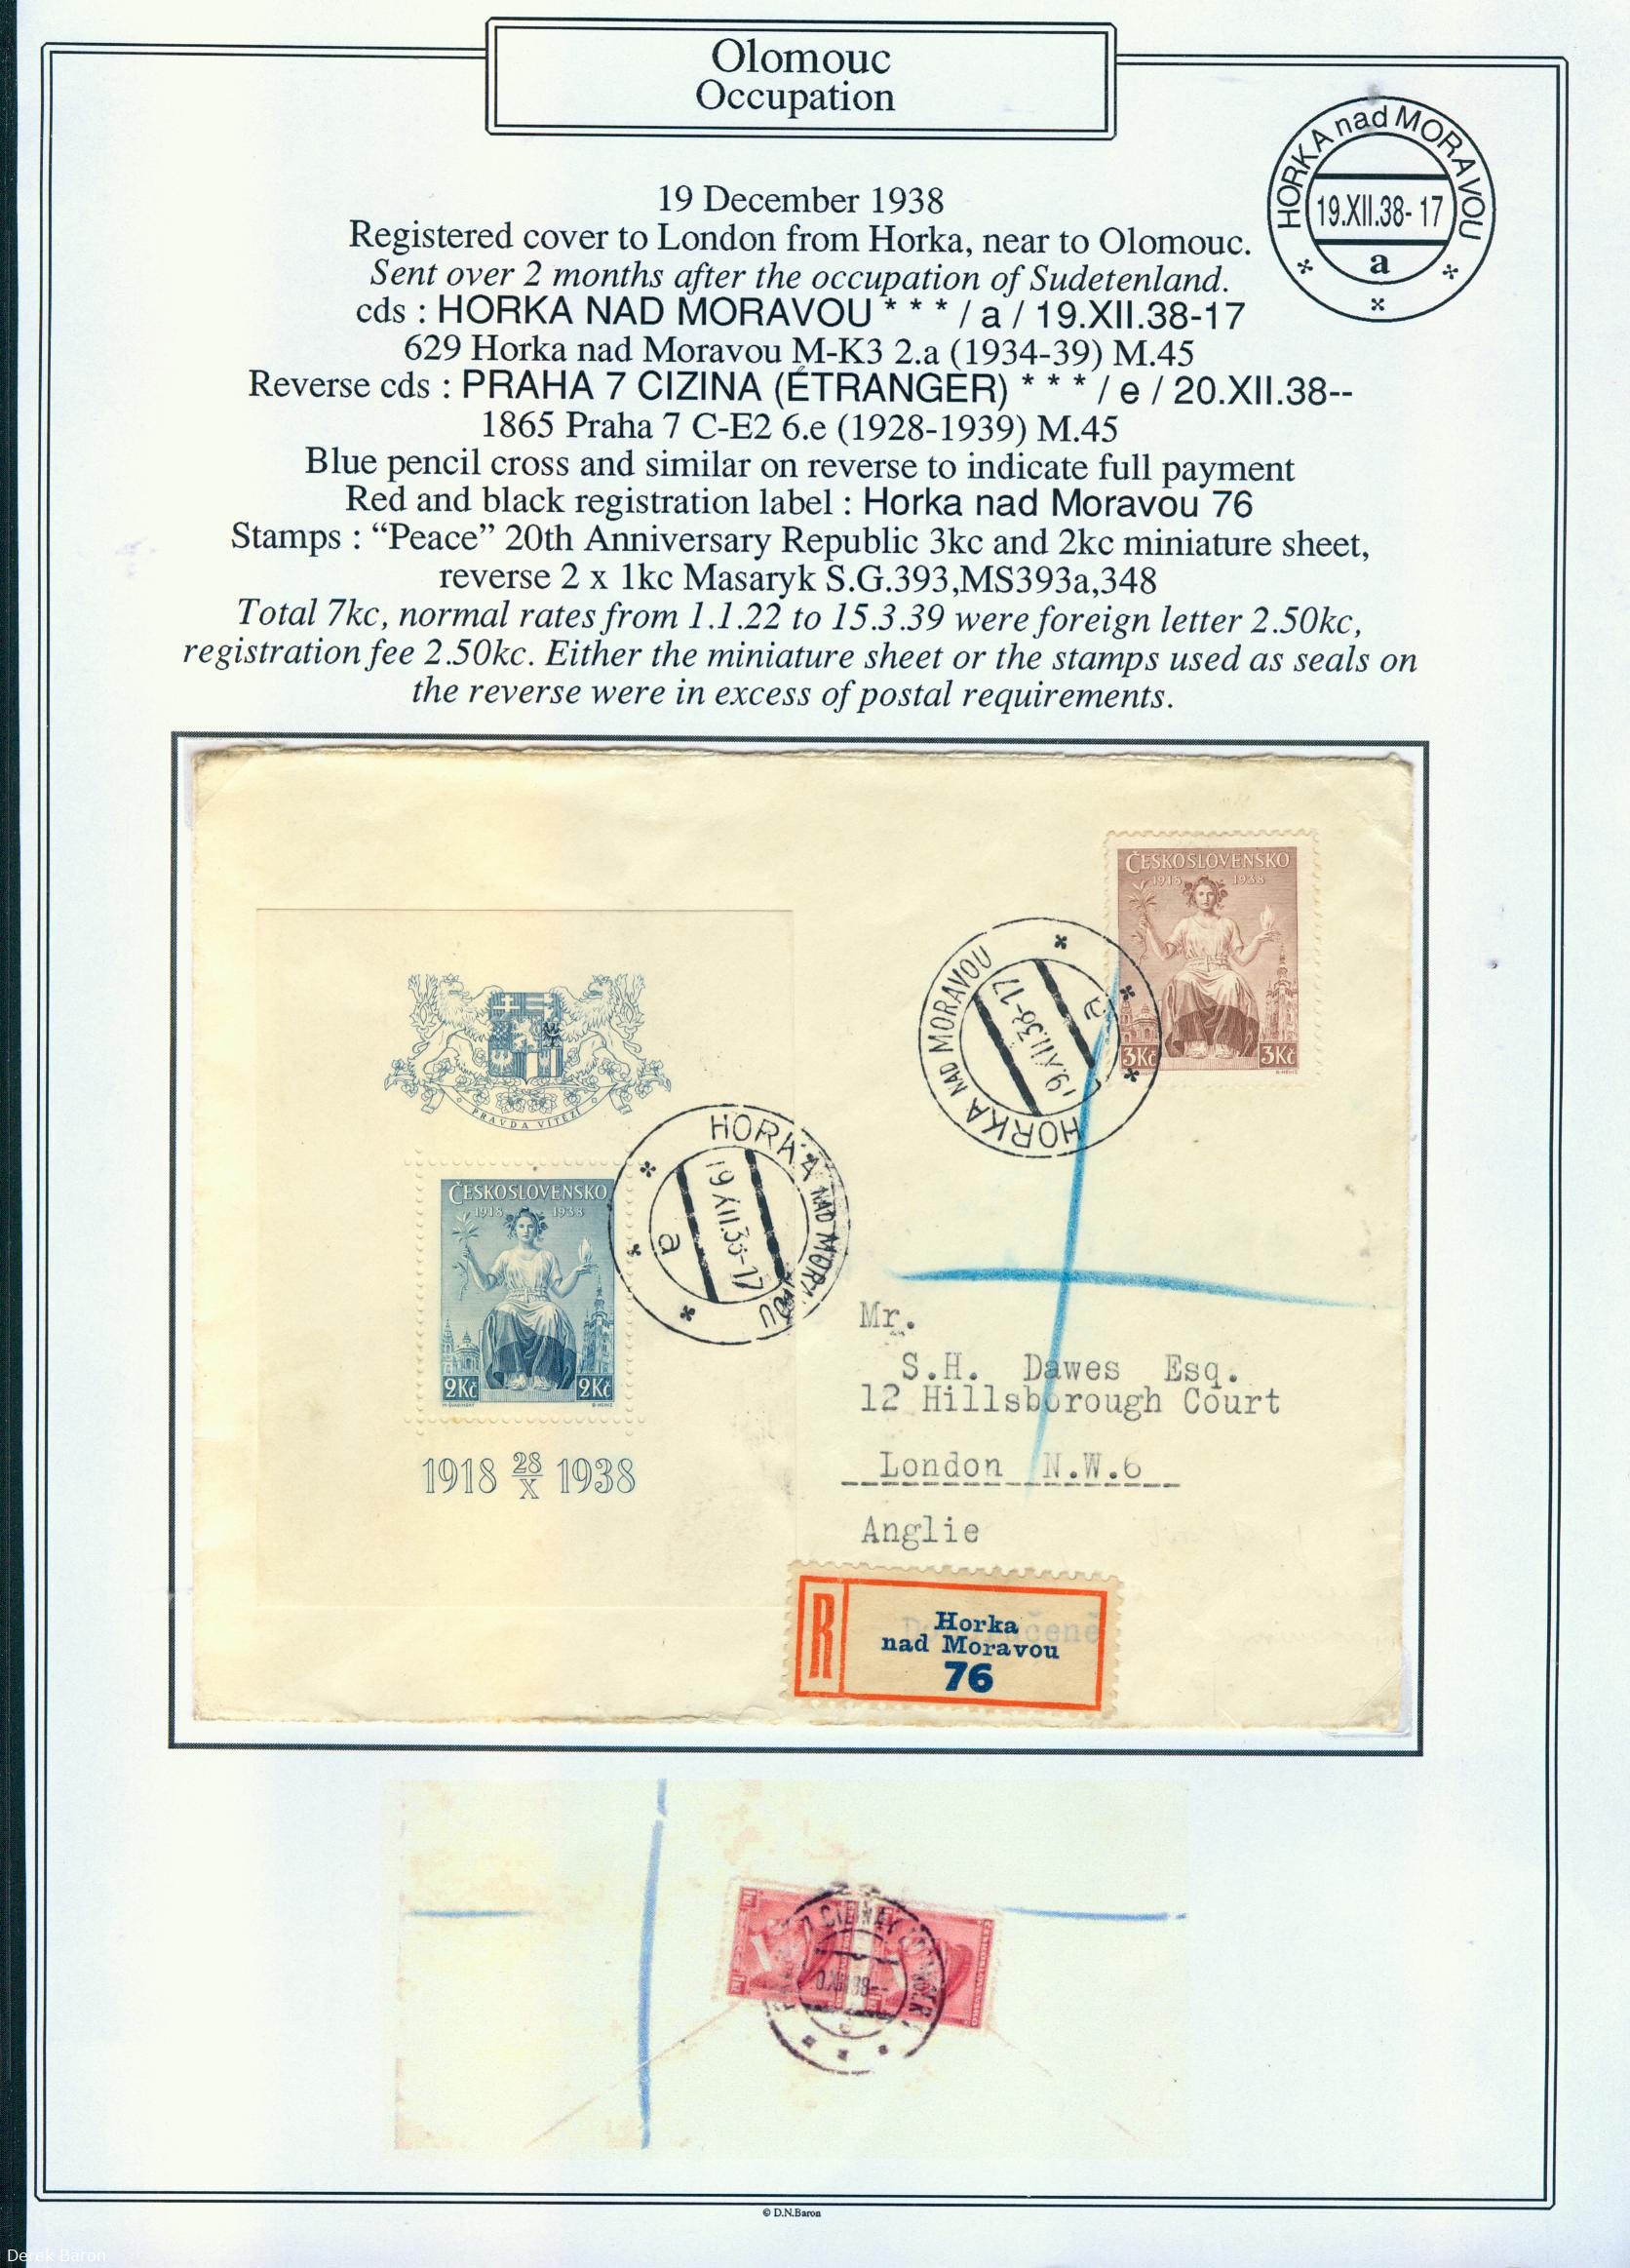 Olomouc
Occupation
HORKA nad MORAVOU
19.XII.38-17
a
19 December 1938
Registered cover to London from Horka, near to Olomouc.
Sent over 2 months after the occupation of Sudetenland.
cds : HORKA NAD MORAVOU * * * / a / 19.XII.38-17
629 Horka nad Moravou M-K3 2.a (1934-39) M.45
Reverse cds : PRAHA 7 CIZINA (ÉTRANGER) * * * / e / 20.XII.38--
1865 Praha 7 C-E2 6.e (1928-1939) M.45
Blue pencil cross and similar on reverse to indicate full payment
Red and black registration label : Horka nad Moravou 76
Stamps : “Peace” 20th Anniversary Republic 3kc and 2kc miniature sheet,
reverse 2 x 1kc Masaryk S.G.393,MS393a,348
Total 7kc, normal rates from 1.1.22 to 15.3.39 were foreign letter 2.50kc,
registration fee 2.50kc. Either the miniature sheet or the stamps used as seals on
the reverse were in excess of postal requirements.
ČESKOSLOVENSKO
1918 1938
3Kč 3Kč
HORKA NAD MORAVOU
19.XII.38-17
a
PRAVDA VÍTĚZÍ
HORKA NAD MORAVOU
19.XII.38-17
a
ČESKOSLOVENSKO
1918 1938
2Kč 2Kč
1918 28/X 1938
Mr.
S.H. Dawes Esq.
12 Hillsborough Court
London N.W.6
Anglie
R
Horka
nad Moravou
76
© D.N.Baron
Derek Baron